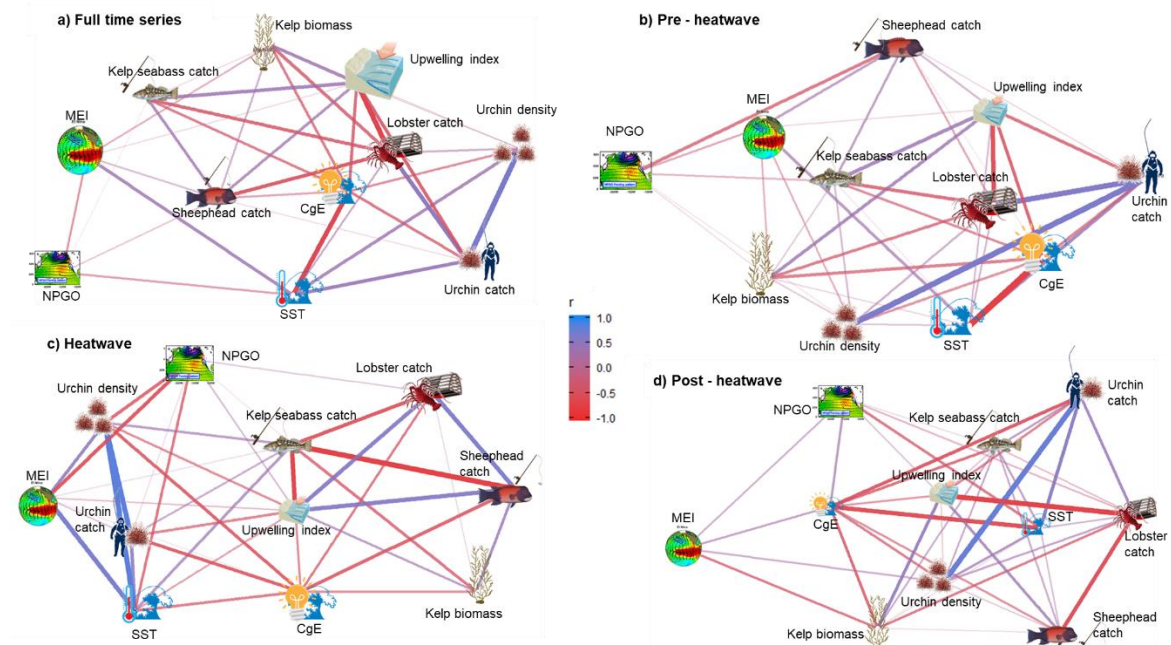 a) Full time series
Kelp biomass
Upwelling index
Kelp seabass catch
Urchin density
MEI
Lobster catch
Sheephead catch
CgE
Urchin catch
NPGO
SST
b) Pre - heatwave
Sheephead catch
Upwelling index
MEI
NPGO
Kelp seabass catch
Lobster catch
Urchin
catch
CgE
Kelp biomass
Urchin density
SST
r
1.0
0.5
0.0
-0.5
-1.0
c) Heatwave
NPGO
Lobster catch
Urchin density
Kelp seabass catch
Sheephead
catch
MEI
Urchin
catch
Upwelling index
Kelp biomass
SST
CgE
d) Post - heatwave
Urchin
catch
NPGO
Kelp seabass catch
Upwelling index
CgE
SST
MEI
Lobster
catch
Urchin density
Kelp biomass
Sheephead
catch